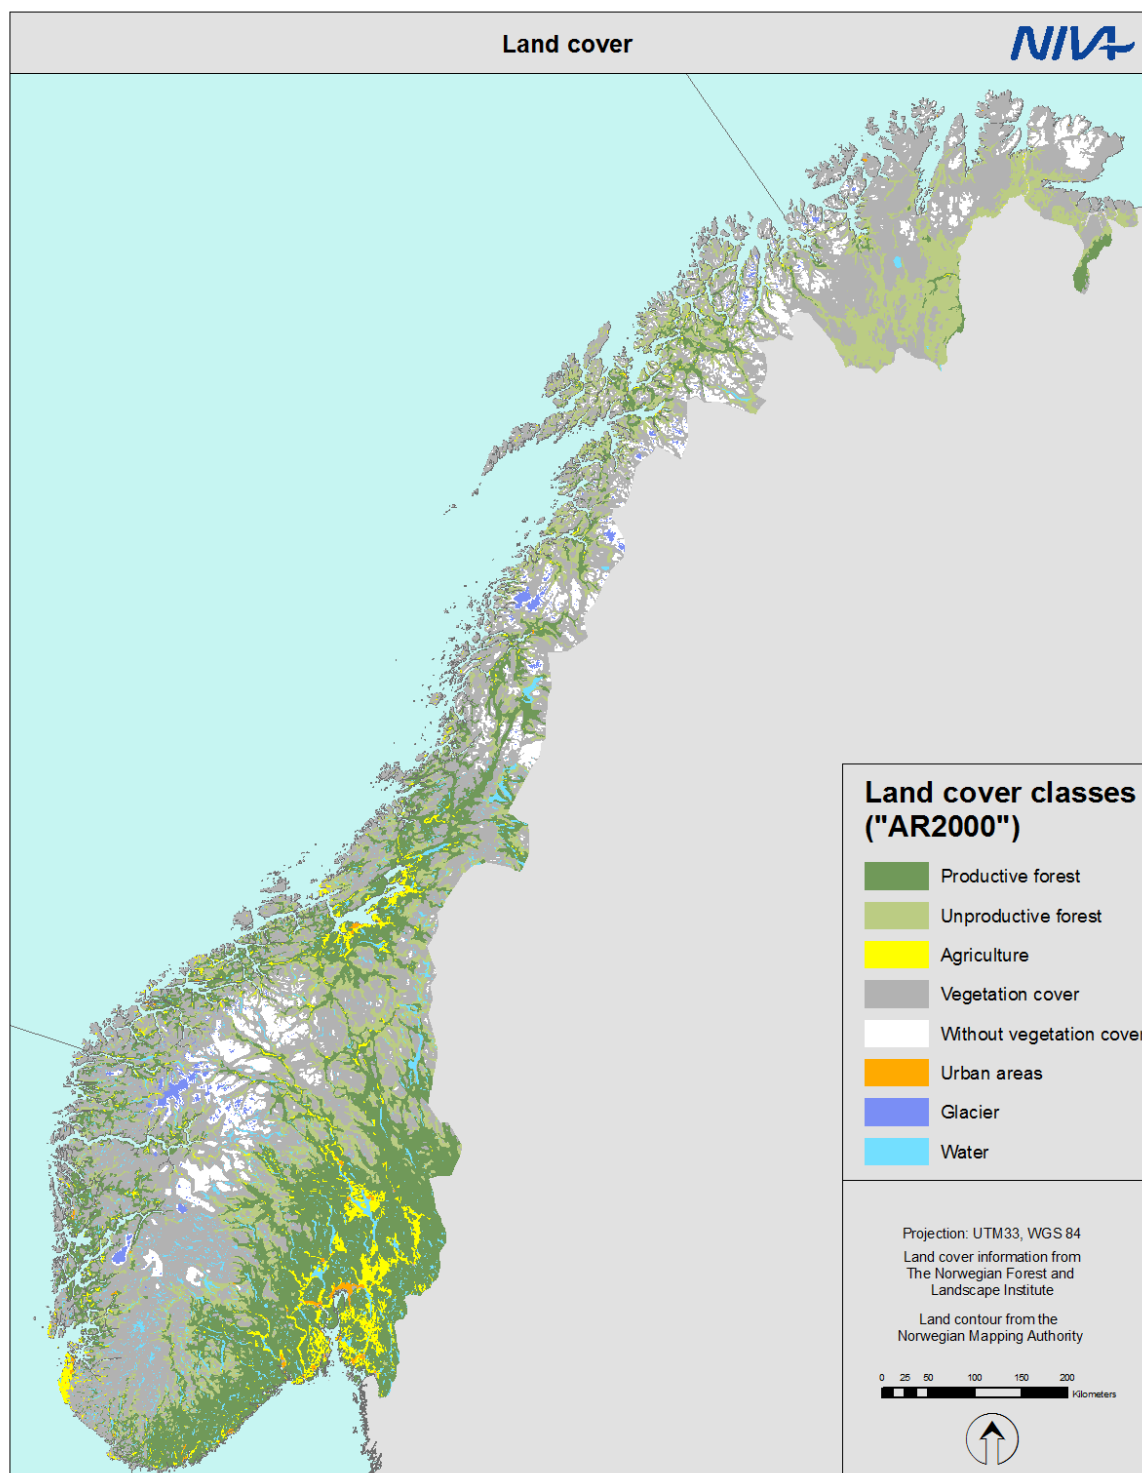 Land cover
NIVA
Land cover classes
("AR2000")
Productive forest
Unproductive forest
Agriculture
Vegetation cover
Without vegetation cover
Urban areas
Glacier
Water
Projection: UTM33, WGS 84
Land cover information from
The Norwegian Forest and
Landscape Institute
Land contour from the
Norwegian Mapping Authority
0 25 50 100 150 200
Kilometers